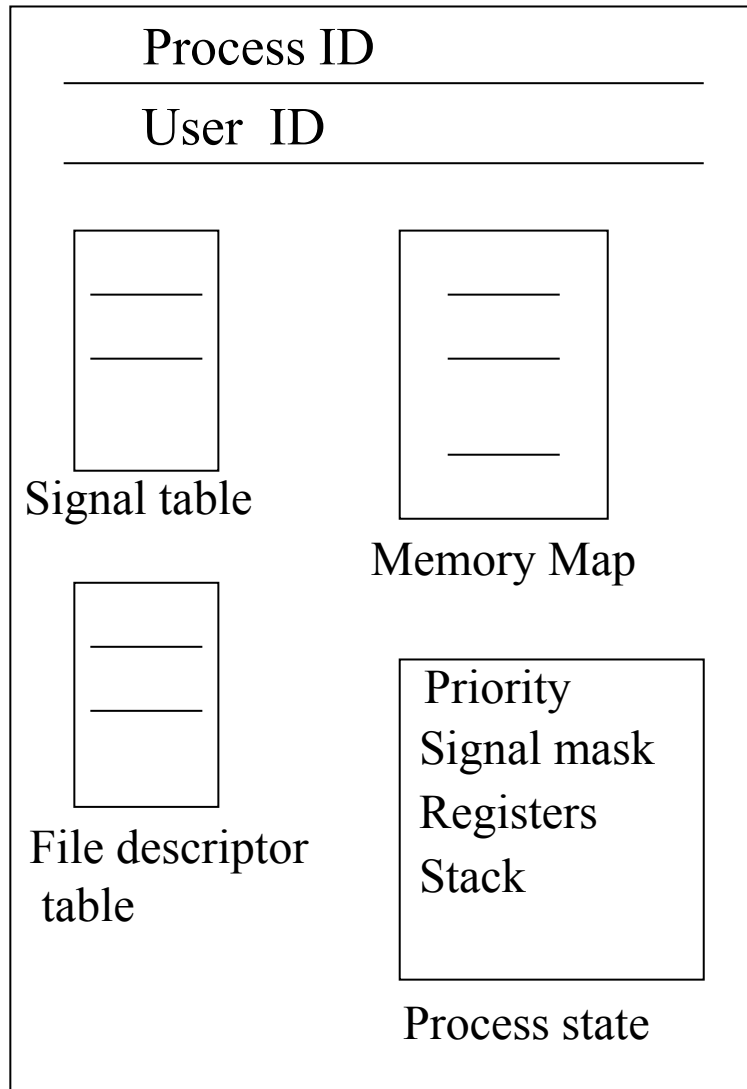 Process ID
User ID
Signal table
Memory Map
File descriptor
table
Priority
Signal mask
Registers
Stack
Process state